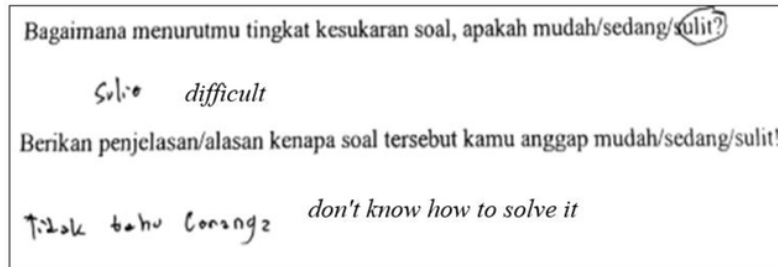 Bagaimana menurutmu tingkat kesukaran soal, apakah mudah/sedang/sulit?
sulit difficult
Berikan penjelasan/alasan kenapa soal tersebut kamu anggap mudah/sedang/sulit!
Tidak tahu caranya don't know how to solve it